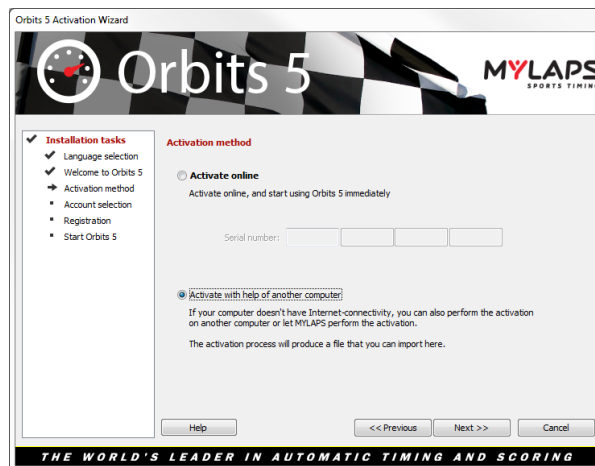 Orbits 5 Activation Wizard
Orbits 5
MYLAPS
SPORTS TIMING
Installation tasks
Language selection
Welcome to Orbits 5
Activation method
Account selection
Registration
Start Orbits 5
Activation method
Activate online
Activate online, and start using Orbits 5 immediately
Serial number:
Activate with help of another computer
If your computer doesn't have Internet-connectivity, you can also perform the activation
on another computer or let MYLAPS perform the activation.
The activation process will produce a file that you can import here.
Help
<< Previous
Next >>
Cancel
THE WORLD'S LEADER IN AUTOMATIC TIMING AND SCORING